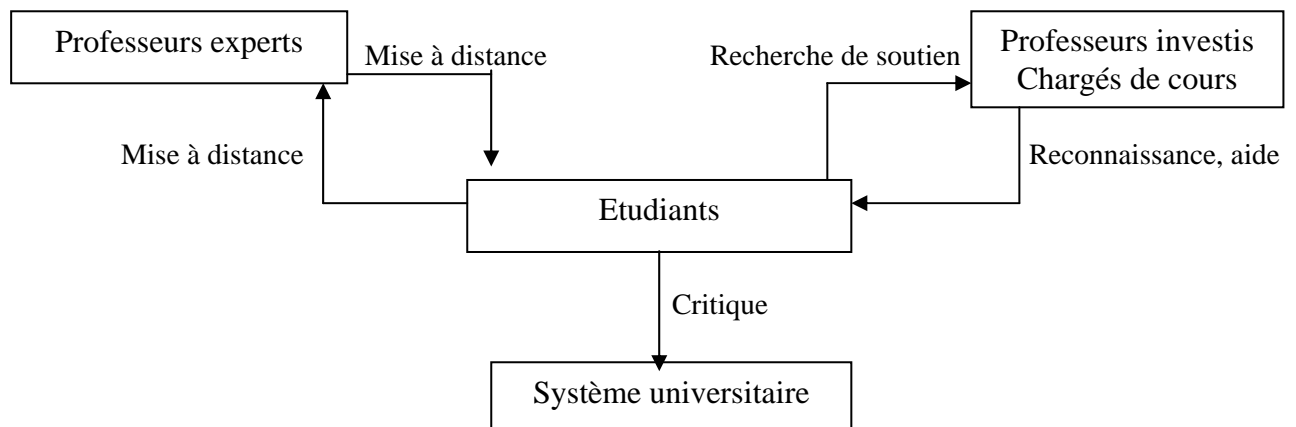 Professeurs experts
Mise à distance
Recherche de soutien
Professeurs investis
Chargés de cours
Mise à distance
Reconnaissance, aide
Etudiants
Critique
Système universitaire